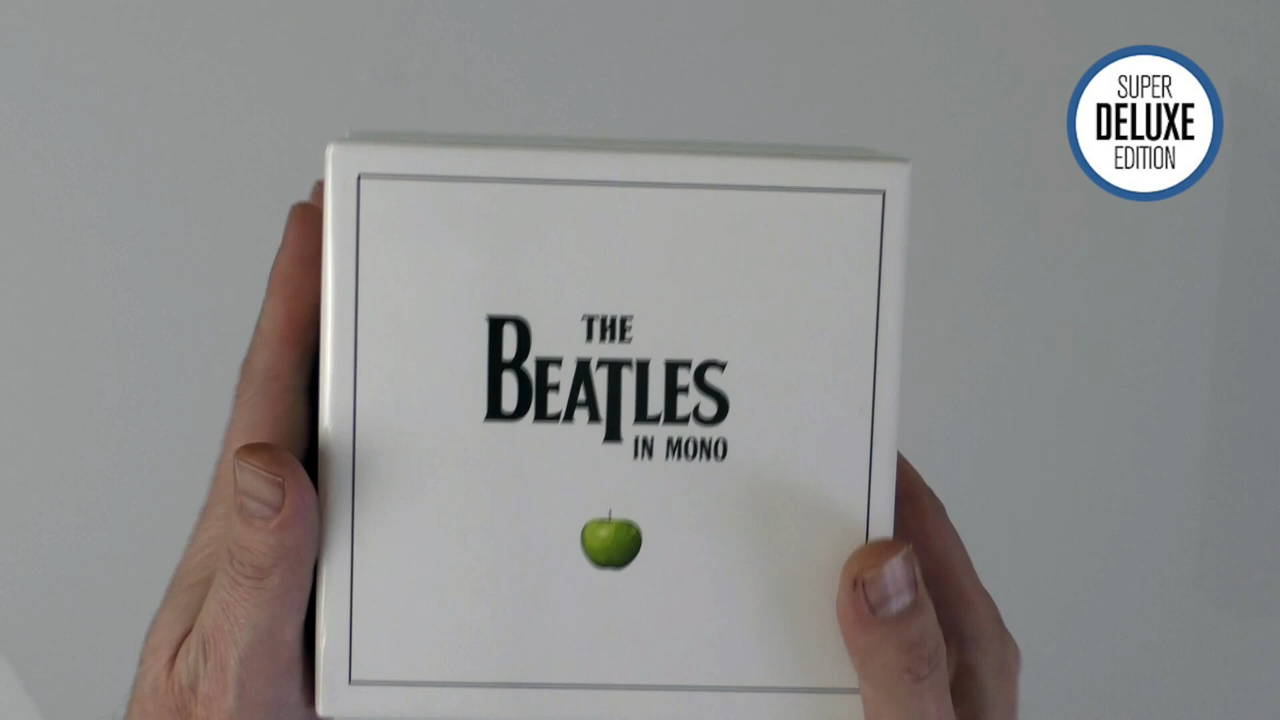 SUPER
DELUXE
EDITION
THE
BEATLES
IN MONO